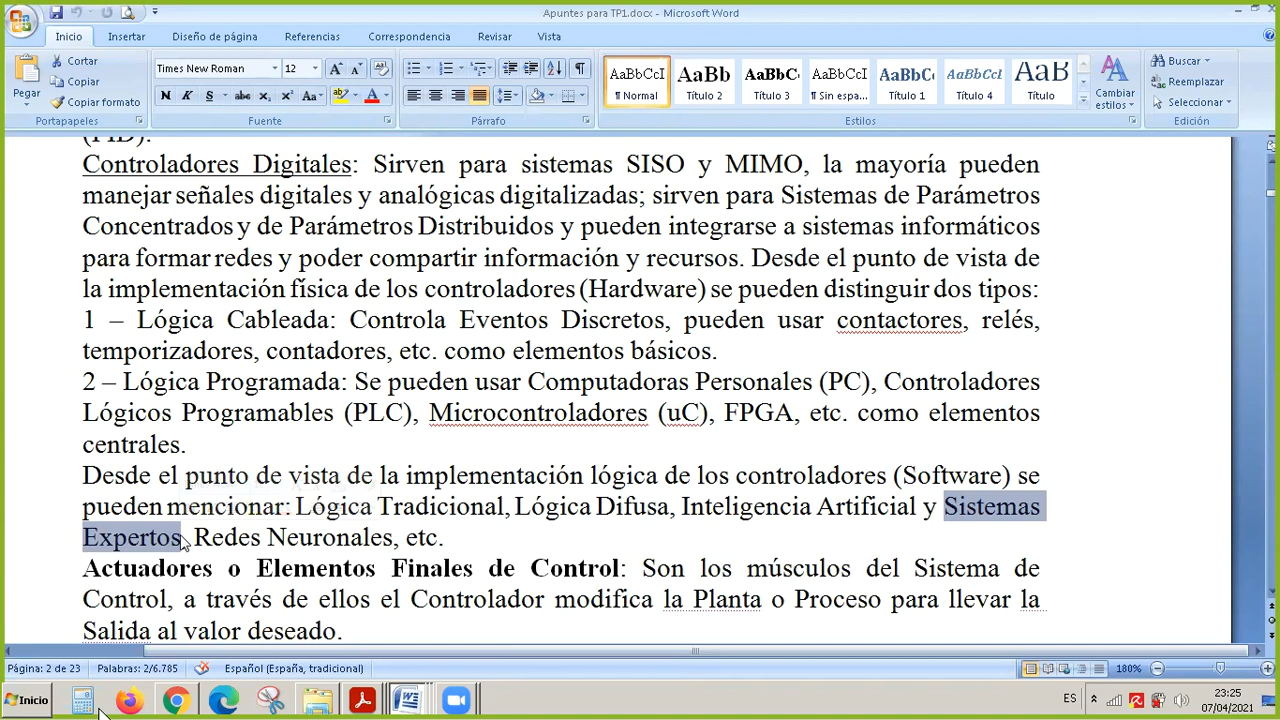 Apuntes para TP1.docx - Microsoft Word
Inicio Insertar Diseño de página Referencias Correspondencia Revisar Vista
Pegar Cortar Copiar Copiar formato
Times New Roman 12
N K S abc x₂ x² Aa
AaBbCcI AaBb AaBbC AaBbCcI AaBbC AaBbCcI AaB
¶ Normal Título 2 Título 3 ¶ Sin espa... Título 1 Título 4 Título
Cambiar estilos
Buscar Reemplazar Seleccionar
Portapapeles Fuente Párrafo Estilos Edición
(PID).
Controladores Digitales: Sirven para sistemas SISO y MIMO, la mayoría pueden
manejar señales digitales y analógicas digitalizadas; sirven para Sistemas de Parámetros
Concentrados y de Parámetros Distribuidos y pueden integrarse a sistemas informáticos
para formar redes y poder compartir información y recursos. Desde el punto de vista de
la implementación física de los controladores (Hardware) se pueden distinguir dos tipos:
1 – Lógica Cableada: Controla Eventos Discretos, pueden usar contactores, relés,
temporizadores, contadores, etc. como elementos básicos.
2 – Lógica Programada: Se pueden usar Computadoras Personales (PC), Controladores
Lógicos Programables (PLC), Microcontroladores (uC), FPGA, etc. como elementos
centrales.
Desde el punto de vista de la implementación lógica de los controladores (Software) se
pueden mencionar: Lógica Tradicional, Lógica Difusa, Inteligencia Artificial y Sistemas
Expertos, Redes Neuronales, etc.
Actuadores o Elementos Finales de Control: Son los músculos del Sistema de
Control, a través de ellos el Controlador modifica la Planta o Proceso para llevar la
Salida al valor deseado.
Página: 2 de 23 Palabras: 2/6.785 Español (España, tradicional) 180%
Inicio ES 23:25
07/04/2021